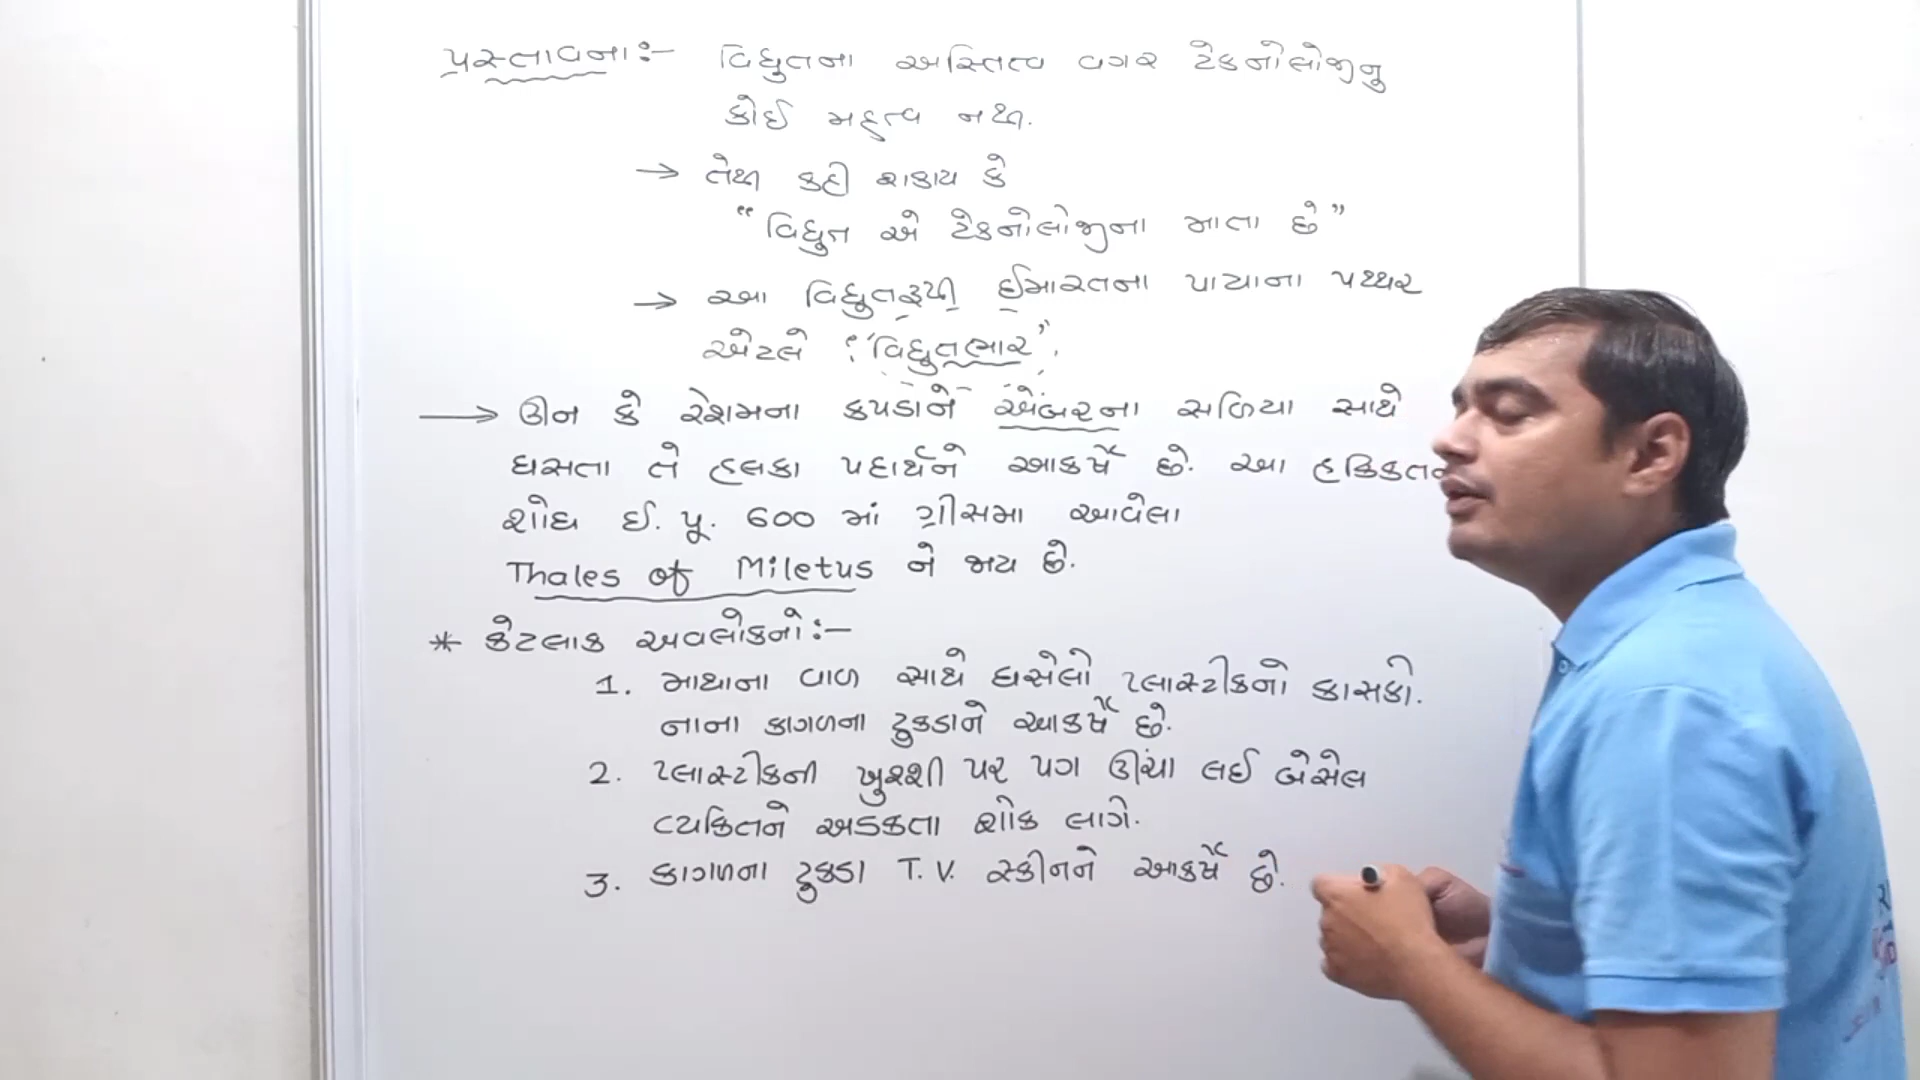 પ્રસ્તાવના :- વિધુતના અસ્તિત્વ વગર ટેકનોલોજીનુ
કોઈ મહત્વ નથી.
→ તેથી કહી શકાય કે
“વિધુત એ ટેકનોલોજીના માતા છે”
→ આ વિધુતરૂપી ઈમારતના પાયાના પથ્થર
એટલે “વિધુતભાર”.
→ ઊન કે રેશમના કપડાને એંબરના સળિયા સાથે
ઘસતા તે હલકા પદાર્થને આકર્ષે છે. આ હકિકત
શોધ ઈ. પૂ. 600 માં ગ્રીસમા આવેલા
Thales of Miletus ને જાય છે.
* કેટલાક અવલોકનો :-
1. માથાના વાળ સાથે ઘસેલો પ્લાસ્ટીકનો કાસકો.
નાના કાગળના ટુકડાને આકર્ષે છે.
2. પ્લાસ્ટીકની ખુરશી પર પગ ઊંચા લઈ બેસેલ
વ્યકિતને અડકતા શોક લાગે.
3. કાગળના ટુકડા T.V. સ્ક્રીનને આકર્ષે છે.